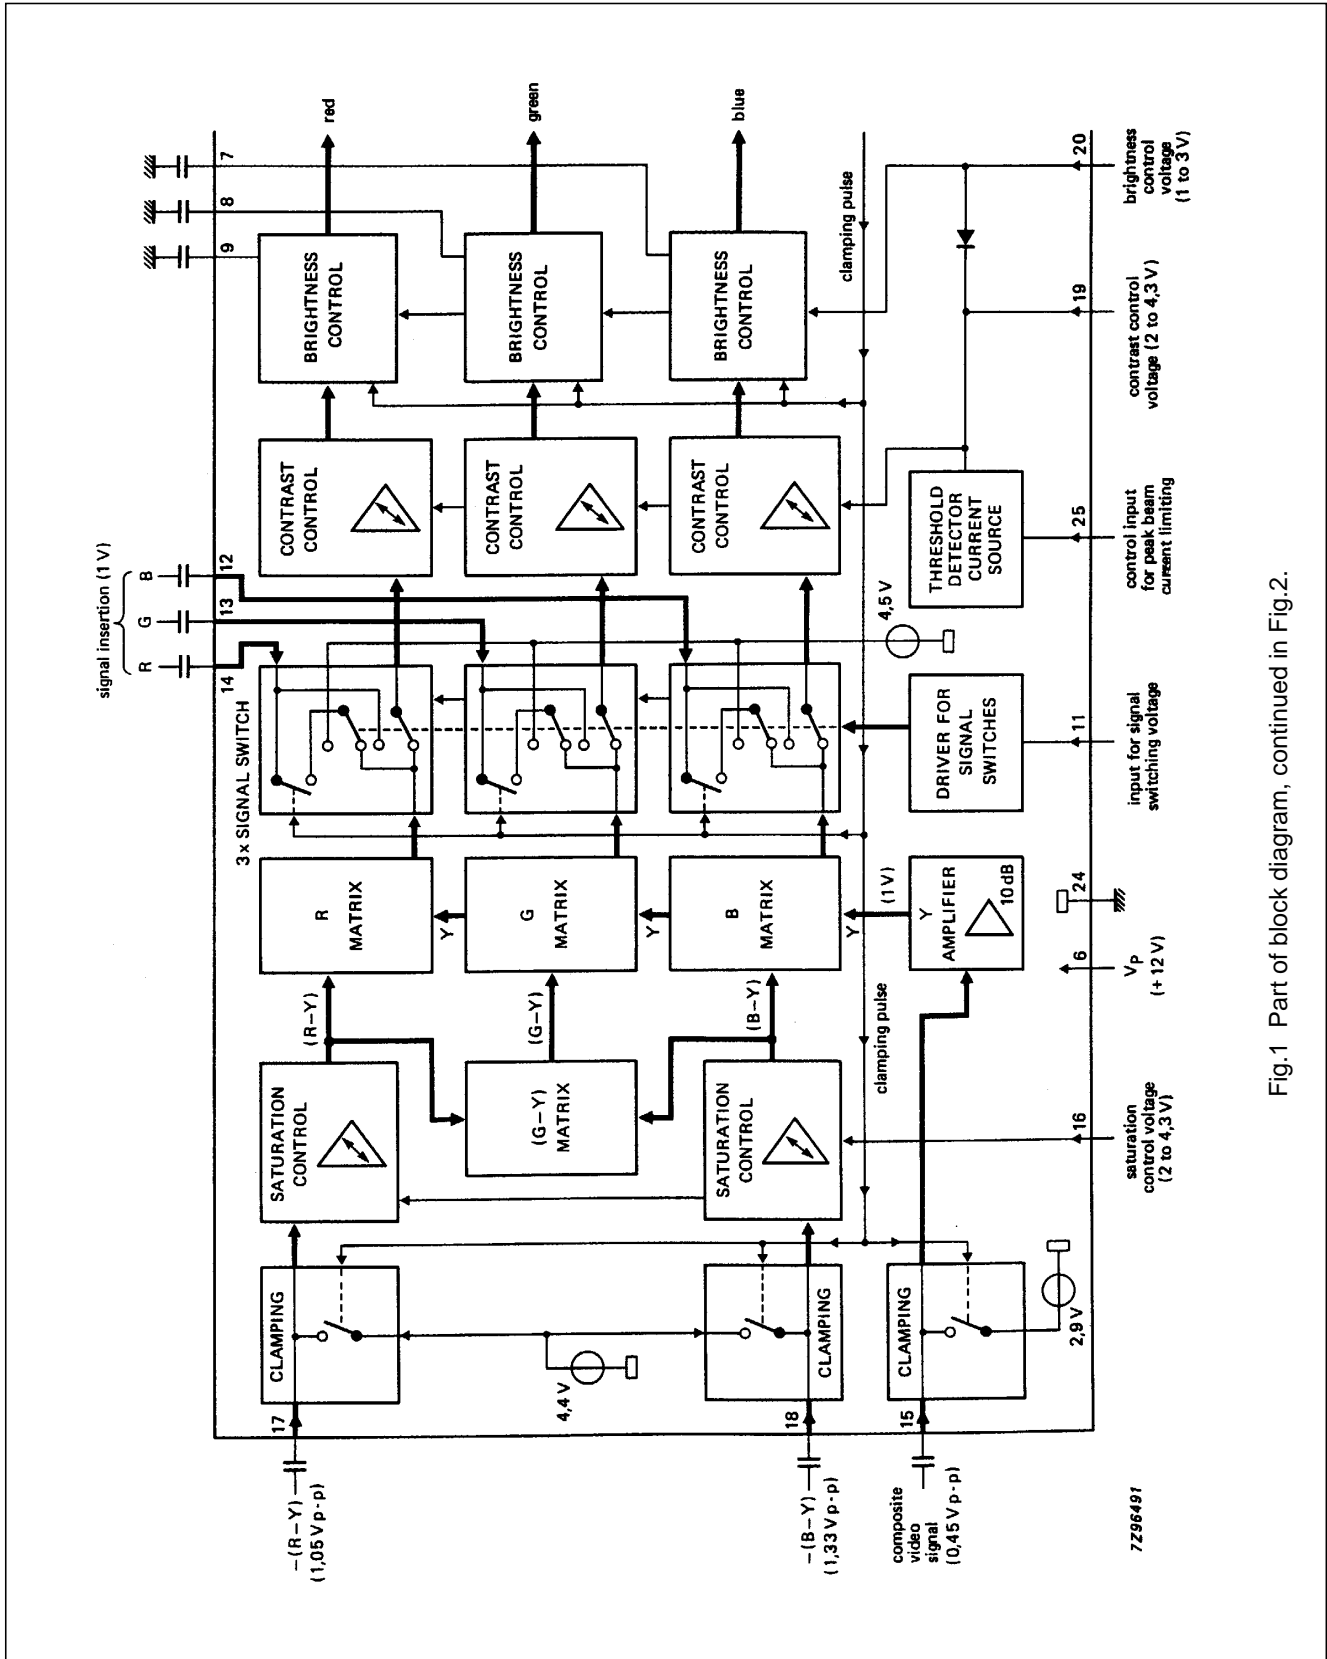 signal insertion (1 V)
R
G
B
14
13
12
9
8
7
3 x SIGNAL SWITCH
−(R−Y)
(1,05 V p-p)
17
CLAMPING
SATURATION
CONTROL
(R−Y)
R
MATRIX
CONTRAST
CONTROL
BRIGHTNESS
CONTROL
red
4,4 V
(G−Y)
MATRIX
(G−Y)
Y
G
MATRIX
CONTRAST
CONTROL
BRIGHTNESS
CONTROL
green
−(B−Y)
(1,33 V p-p)
18
CLAMPING
SATURATION
CONTROL
(B−Y)
Y
B
MATRIX
CONTRAST
CONTROL
BRIGHTNESS
CONTROL
blue
clamping pulse
Y
(1 V)
4,5 V
clamping pulse
composite
video
signal
(0,45 V p-p)
15
CLAMPING
2,9 V
Y
AMPLIFIER
10 dB
DRIVER FOR
SIGNAL
SWITCHES
THRESHOLD
DETECTOR
CURRENT
SOURCE
16
6
24
11
25
19
20
saturation
control voltage
(2 to 4,3 V)
VP
(+ 12 V)
input for signal
switching voltage
control input
for peak beam
current limiting
contrast control
voltage (2 to 4,3 V)
brightness
control
voltage
(1 to 3 V)
7Z96491
Fig.1 Part of block diagram, continued in Fig.2.